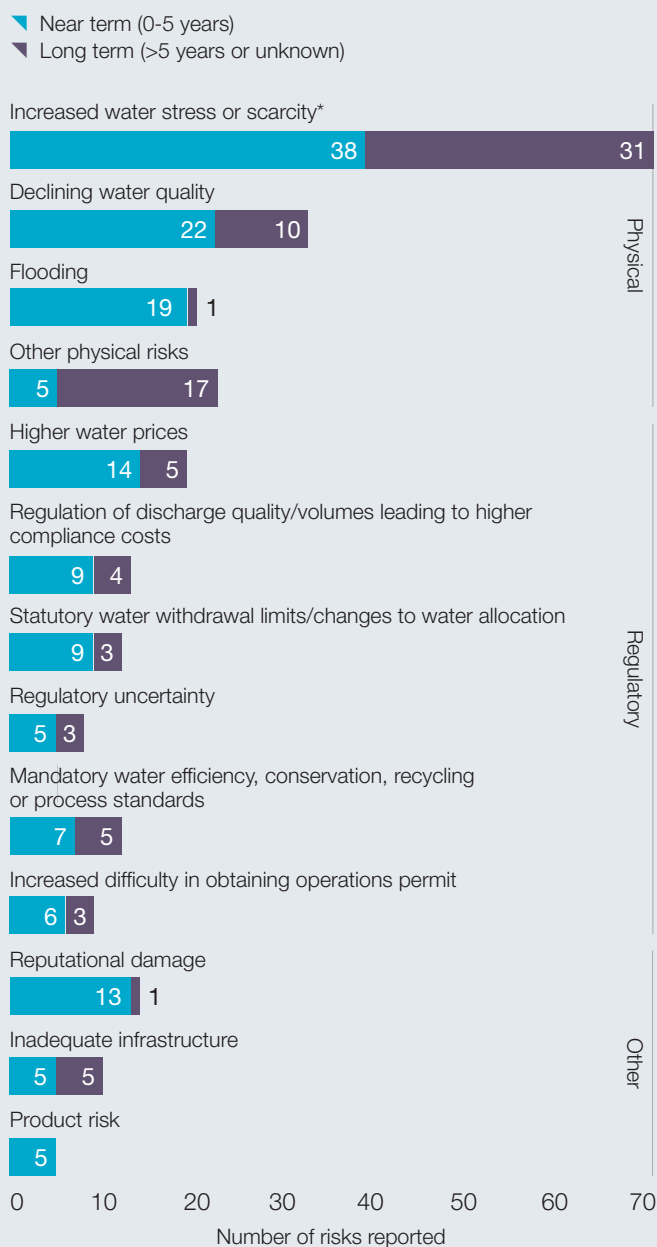 Near term (0-5 years)
Long term (>5 years or unknown)
Increased water stress or scarcity*
38 31
Declining water quality
22 10
Flooding
19 1
Other physical risks
5 17
Physical
Higher water prices
14 5
Regulation of discharge quality/volumes leading to higher
compliance costs
9 4
Statutory water withdrawal limits/changes to water allocation
9 3
Regulatory uncertainty
5 3
Mandatory water efficiency, conservation, recycling
or process standards
7 5
Increased difficulty in obtaining operations permit
6 3
Regulatory
Reputational damage
13 1
Inadequate infrastructure
5 5
Product risk
5
Other
0 10 20 30 40 50 60 70
Number of risks reported